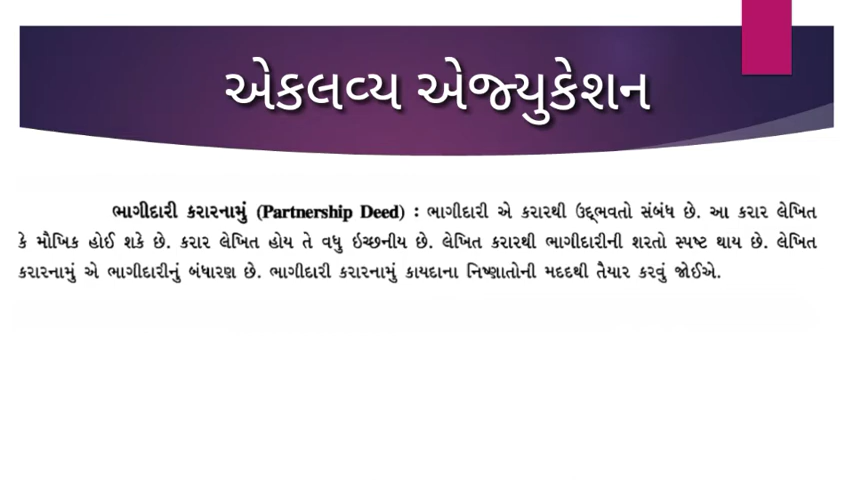 એકલવ્ય એજ્યુકેશન
ભાગીદારી કરારનામું (Partnership Deed) : ભાગીદારી એ કરારથી ઉદ્ભવતો સંબંધ છે. આ કરાર લેખિત
કે મૌખિક હોઈ શકે છે. કરાર લેખિત હોય તે વધુ ઇચ્છનીય છે. લેખિત કરારથી ભાગીદારીની શરતો સ્પષ્ટ થાય છે. લેખિત
કરારનામું એ ભાગીદારીનું બંધારણ છે. ભાગીદારી કરારનામું કાયદાના નિષ્ણાતોની મદદથી તૈયાર કરવું જોઈએ.